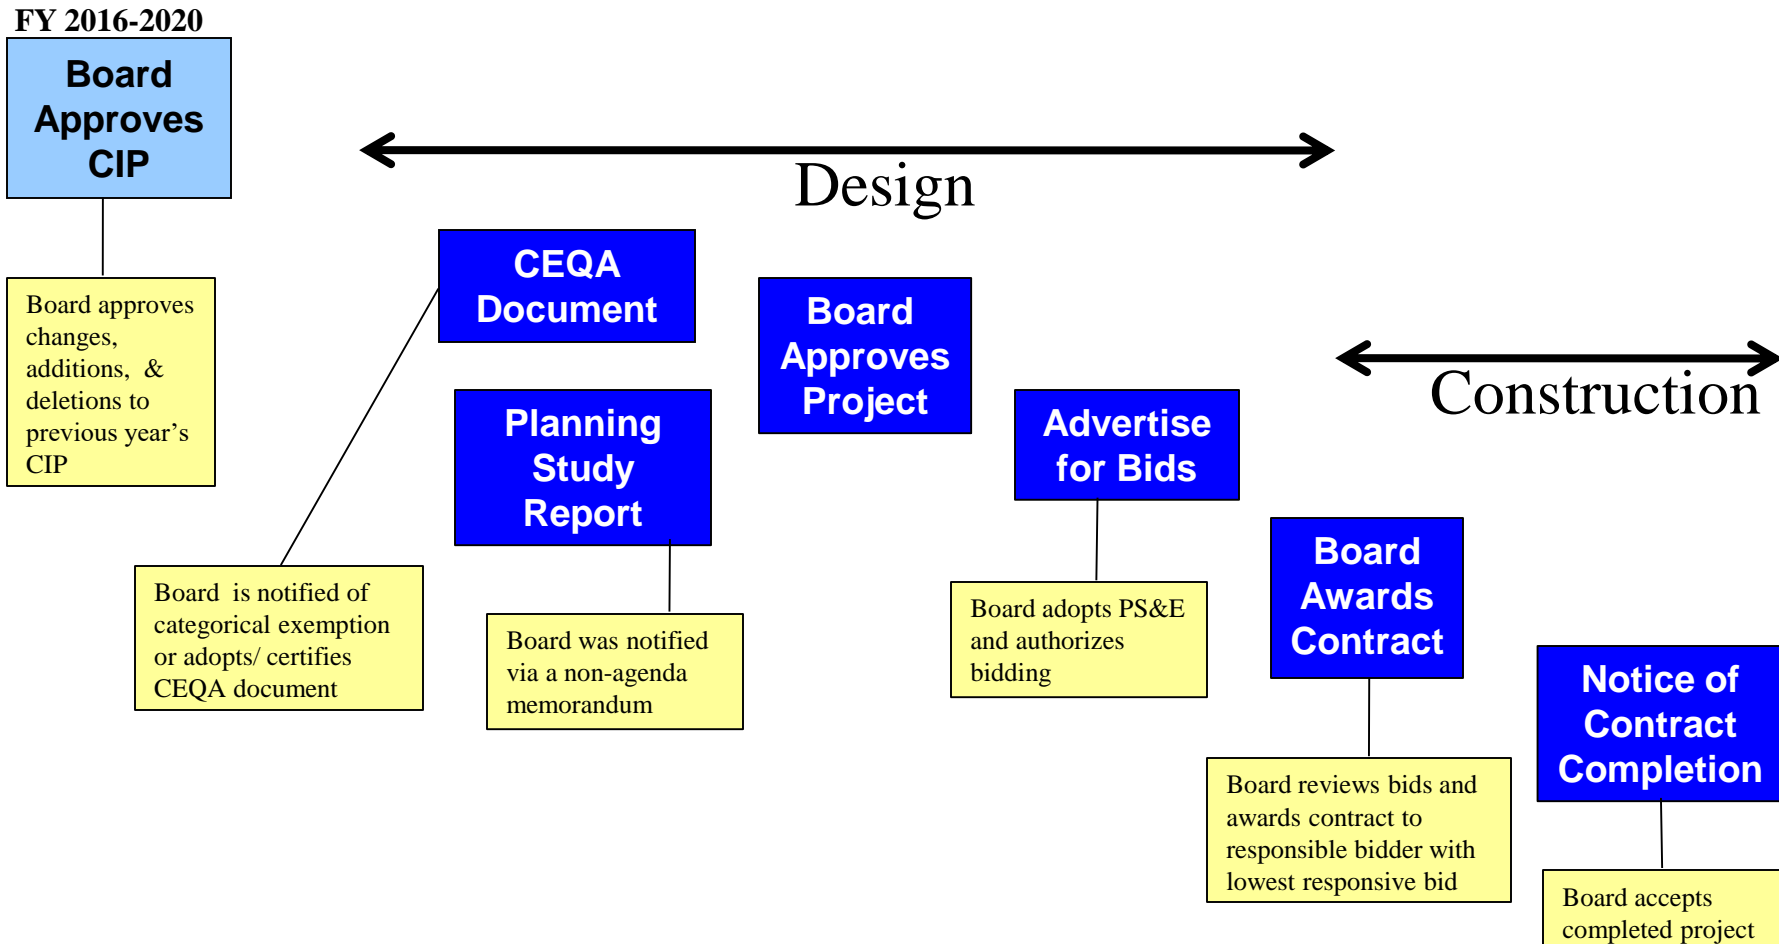 FY 2016-2020
Board
Approves
CIP
Design
CEQA
Document
Board
Approves
Project
Board approves
changes,
additions, &
deletions to
previous year’s
CIP
Construction
Planning
Study
Report
Advertise
for Bids
Board
Awards
Contract
Board is notified of
categorical exemption
or adopts/ certifies
CEQA document
Board was notified
via a non-agenda
memorandum
Board adopts PS&E
and authorizes
bidding
Notice of
Contract
Completion
Board reviews bids and
awards contract to
responsible bidder with
lowest responsive bid
Board accepts
completed project